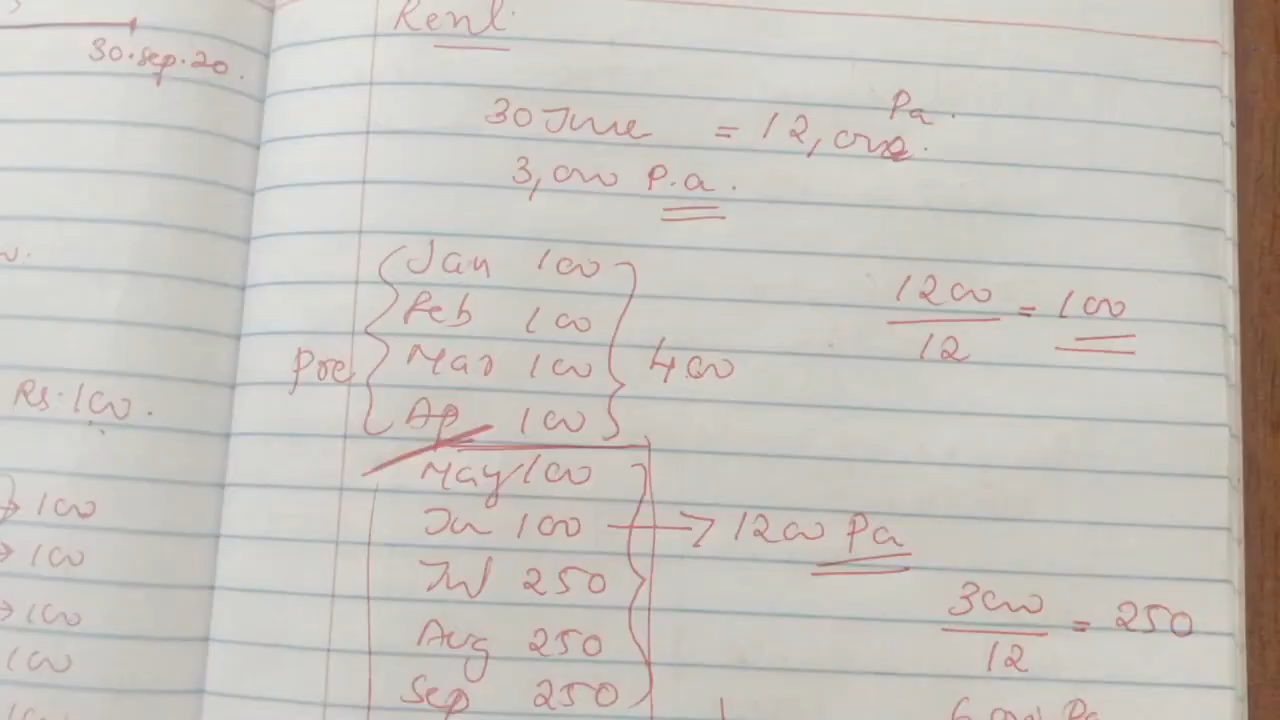 30.sep.20.
Rs.100.
→ 100
→ 100
→ 100
100
Rent
30 June = 12,000 Pa.
3,000 P.a.
Jan 100
Feb 100
Pre Mar 100 400
Ap 100
1200 / 12 = 100
May 100
Ju 100 → 1200 Pa
Jul 250
Aug 250
Sep 250
3000 / 12 = 250